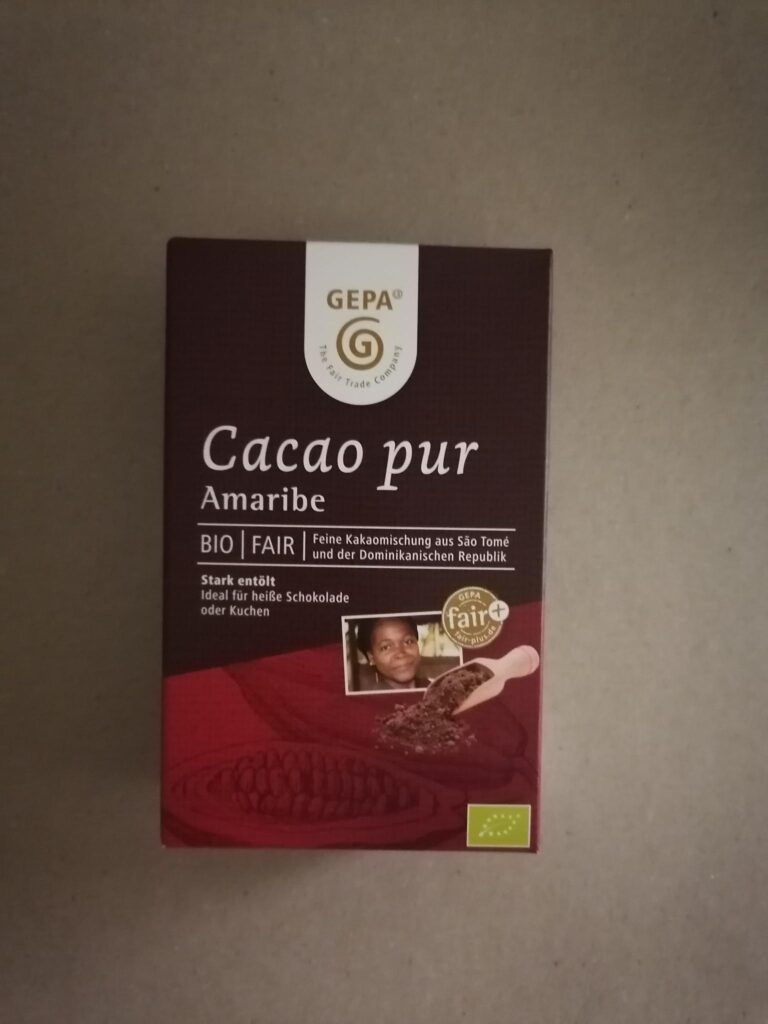 GEPA®
G
The Fair Trade Company
Cacao pur
Amaribe
BIO | FAIR | Feine Kakaomischung aus São Tomé
und der Dominikanischen Republik
Stark entölt
Ideal für heiße Schokolade
oder Kuchen
GEPA
fair+
fair-plus.de